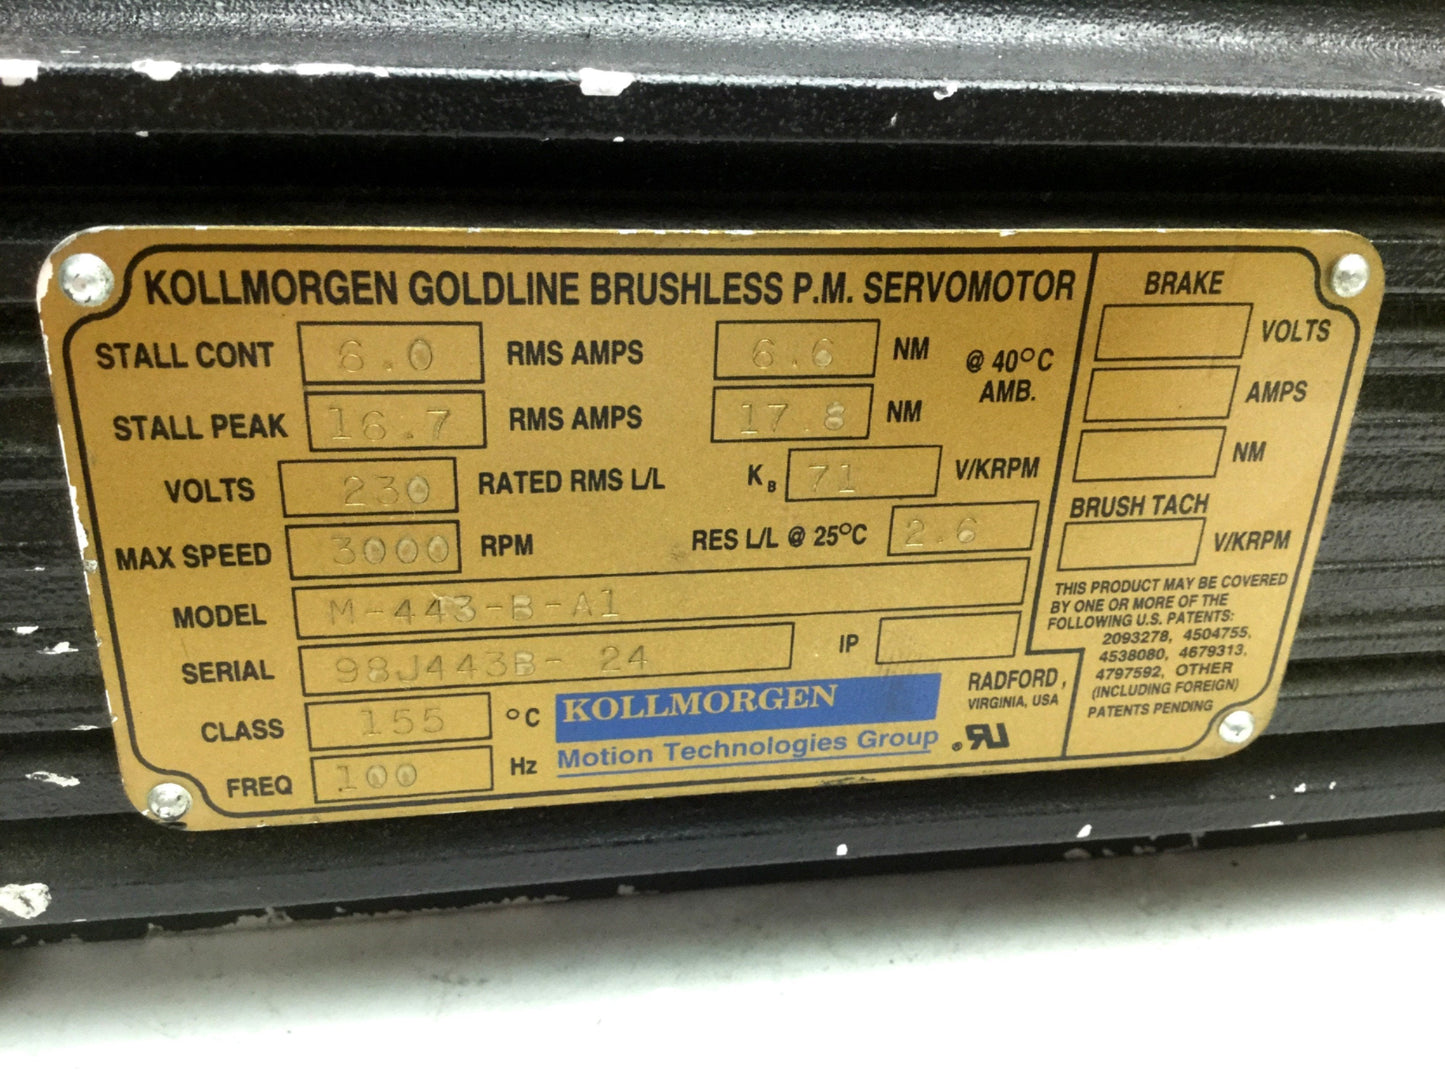 KOLLMORGEN GOLDLINE BRUSHLESS P.M. SERVOMOTOR
STALL CONT 6.0 RMS AMPS 6.6 NM @ 40°C
AMB.
STALL PEAK 16.7 RMS AMPS 17.8 NM
VOLTS 230 RATED RMS L/L KB 71 V/KRPM
MAX SPEED 3000 RPM RES L/L @ 25°C 2.6
MODEL M-443-B-A1
SERIAL 98J443B- 24 IP
CLASS 155 °C
FREQ 100 Hz
KOLLMORGEN
Motion Technologies Group
RADFORD,
VIRGINIA, USA
BRAKE
VOLTS
AMPS
NM
BRUSH TACH
V/KRPM
THIS PRODUCT MAY BE COVERED
BY ONE OR MORE OF THE
FOLLOWING U.S. PATENTS:
2093278, 4504755,
4538080, 4679313,
4797592, OTHER
(INCLUDING FOREIGN)
PATENTS PENDING